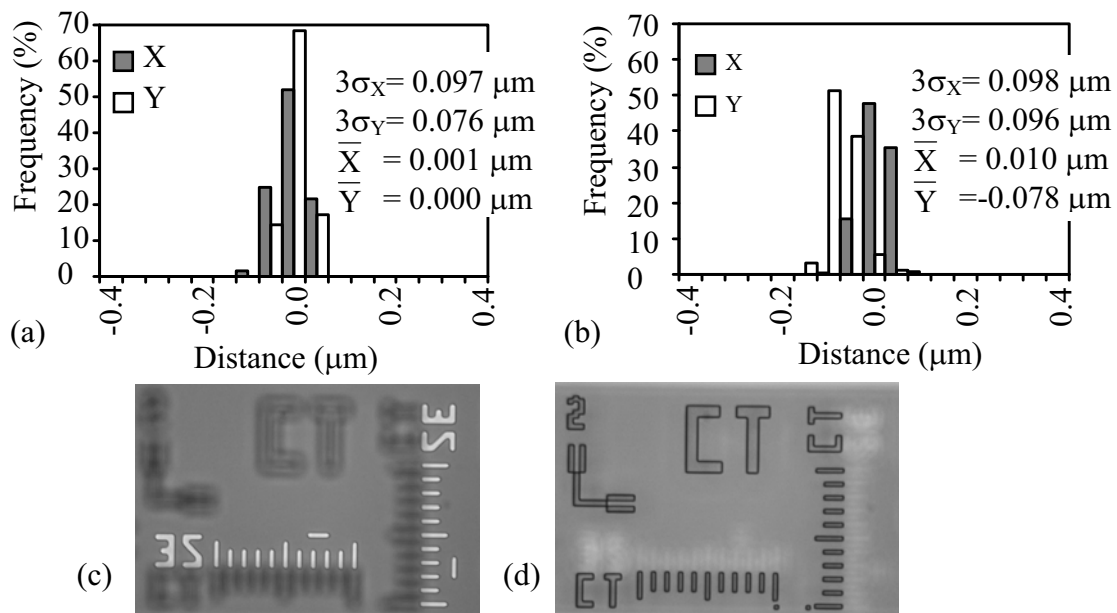 70
60
50
40
30
20
10
0
Frequency (%)
X
Y
3σX= 0.097 μm
3σY= 0.076 μm
X̅ = 0.001 μm
Y̅ = 0.000 μm
-0.4 -0.2 0.0 0.2 0.4
Distance (μm)
(a)
70
60
50
40
30
20
10
0
Frequency (%)
X
Y
3σX= 0.098 μm
3σY= 0.096 μm
X̅ = 0.010 μm
Y̅ =-0.078 μm
-0.4 -0.2 0.0 0.2 0.4
Distance (μm)
(b)
CT
(c)
CT
CT
CT
(d)